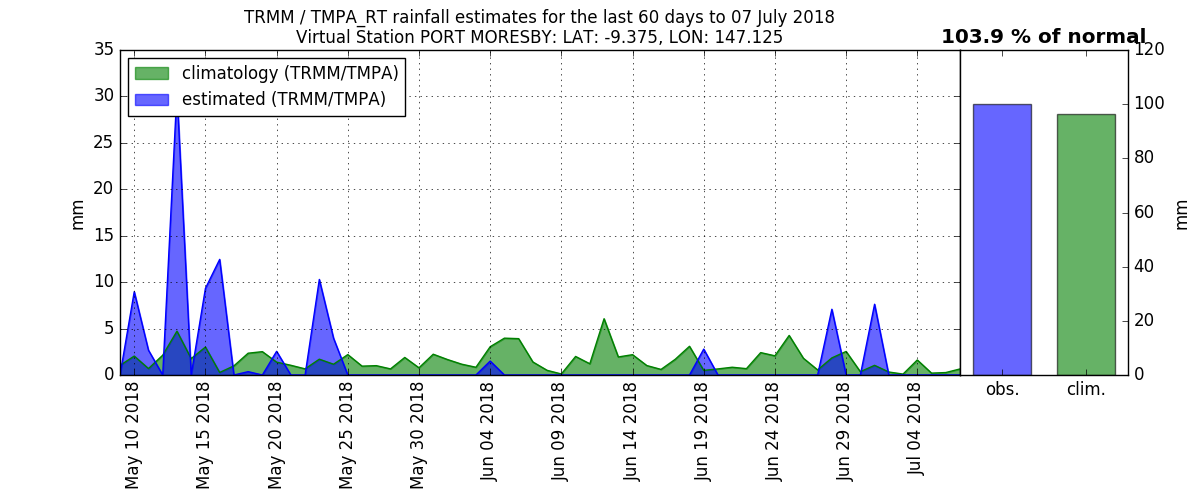 TRMM / TMPA_RT rainfall estimates for the last 60 days to 07 July 2018
Virtual Station PORT MORESBY: LAT: -9.375, LON: 147.125
103.9 % of normal
climatology (TRMM/TMPA)
estimated (TRMM/TMPA)
35
30
25
20
15
10
5
0
mm
May 10 2018
May 15 2018
May 20 2018
May 25 2018
May 30 2018
Jun 04 2018
Jun 09 2018
Jun 14 2018
Jun 19 2018
Jun 24 2018
Jun 29 2018
Jul 04 2018
120
100
80
60
40
20
0
mm
obs.
clim.